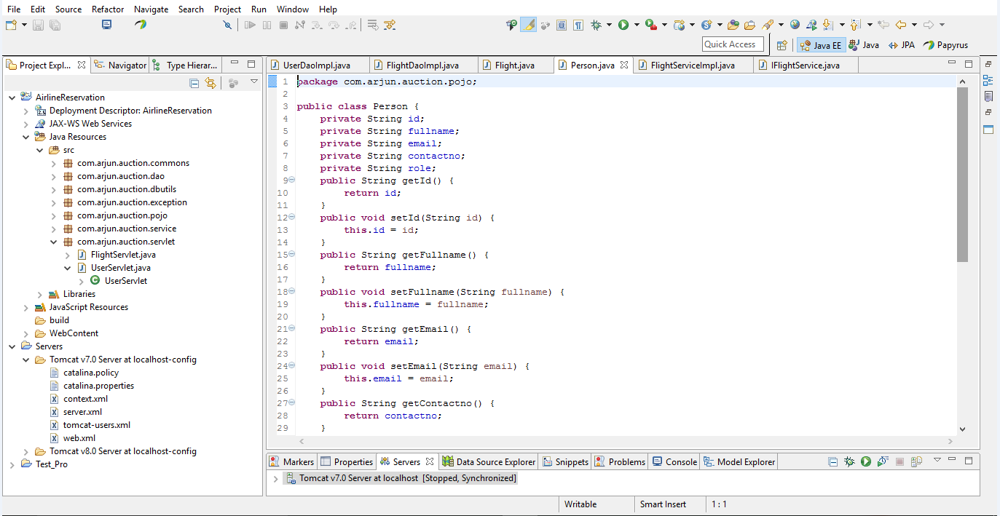 File Edit Source Refactor Navigate Search Project Run Window Help
Quick Access
Java EE Java JPA Papyrus
Project Expl... Navigator Type Hierar...
AirlineReservation
Deployment Descriptor: AirlineReservation
JAX-WS Web Services
Java Resources
src
com.arjun.auction.commons
com.arjun.auction.dao
com.arjun.auction.dbutils
com.arjun.auction.exception
com.arjun.auction.pojo
com.arjun.auction.service
com.arjun.auction.servlet
FlightServlet.java
UserServlet.java
UserServlet
Libraries
JavaScript Resources
build
WebContent
Servers
Tomcat v7.0 Server at localhost-config
catalina.policy
catalina.properties
context.xml
server.xml
tomcat-users.xml
web.xml
Tomcat v8.0 Server at localhost-config
Test_Pro
UserDaoImpl.java FlightDaoImpl.java Flight.java Person.java FlightServiceImpl.java IFlightService.java
1 package com.arjun.auction.pojo;
2
3 public class Person {
4 private String id;
5 private String fullname;
6 private String email;
7 private String contactno;
8 private String role;
9 public String getId() {
10 return id;
11 }
12 public void setId(String id) {
13 this.id = id;
14 }
15 public String getFullname() {
16 return fullname;
17 }
18 public void setFullname(String fullname) {
19 this.fullname = fullname;
20 }
21 public String getEmail() {
22 return email;
23 }
24 public void setEmail(String email) {
25 this.email = email;
26 }
27 public String getContactno() {
28 return contactno;
29 }
Markers Properties Servers Data Source Explorer Snippets Problems Console Model Explorer
Tomcat v7.0 Server at localhost [Stopped, Synchronized]
Writable Smart Insert 1 : 1